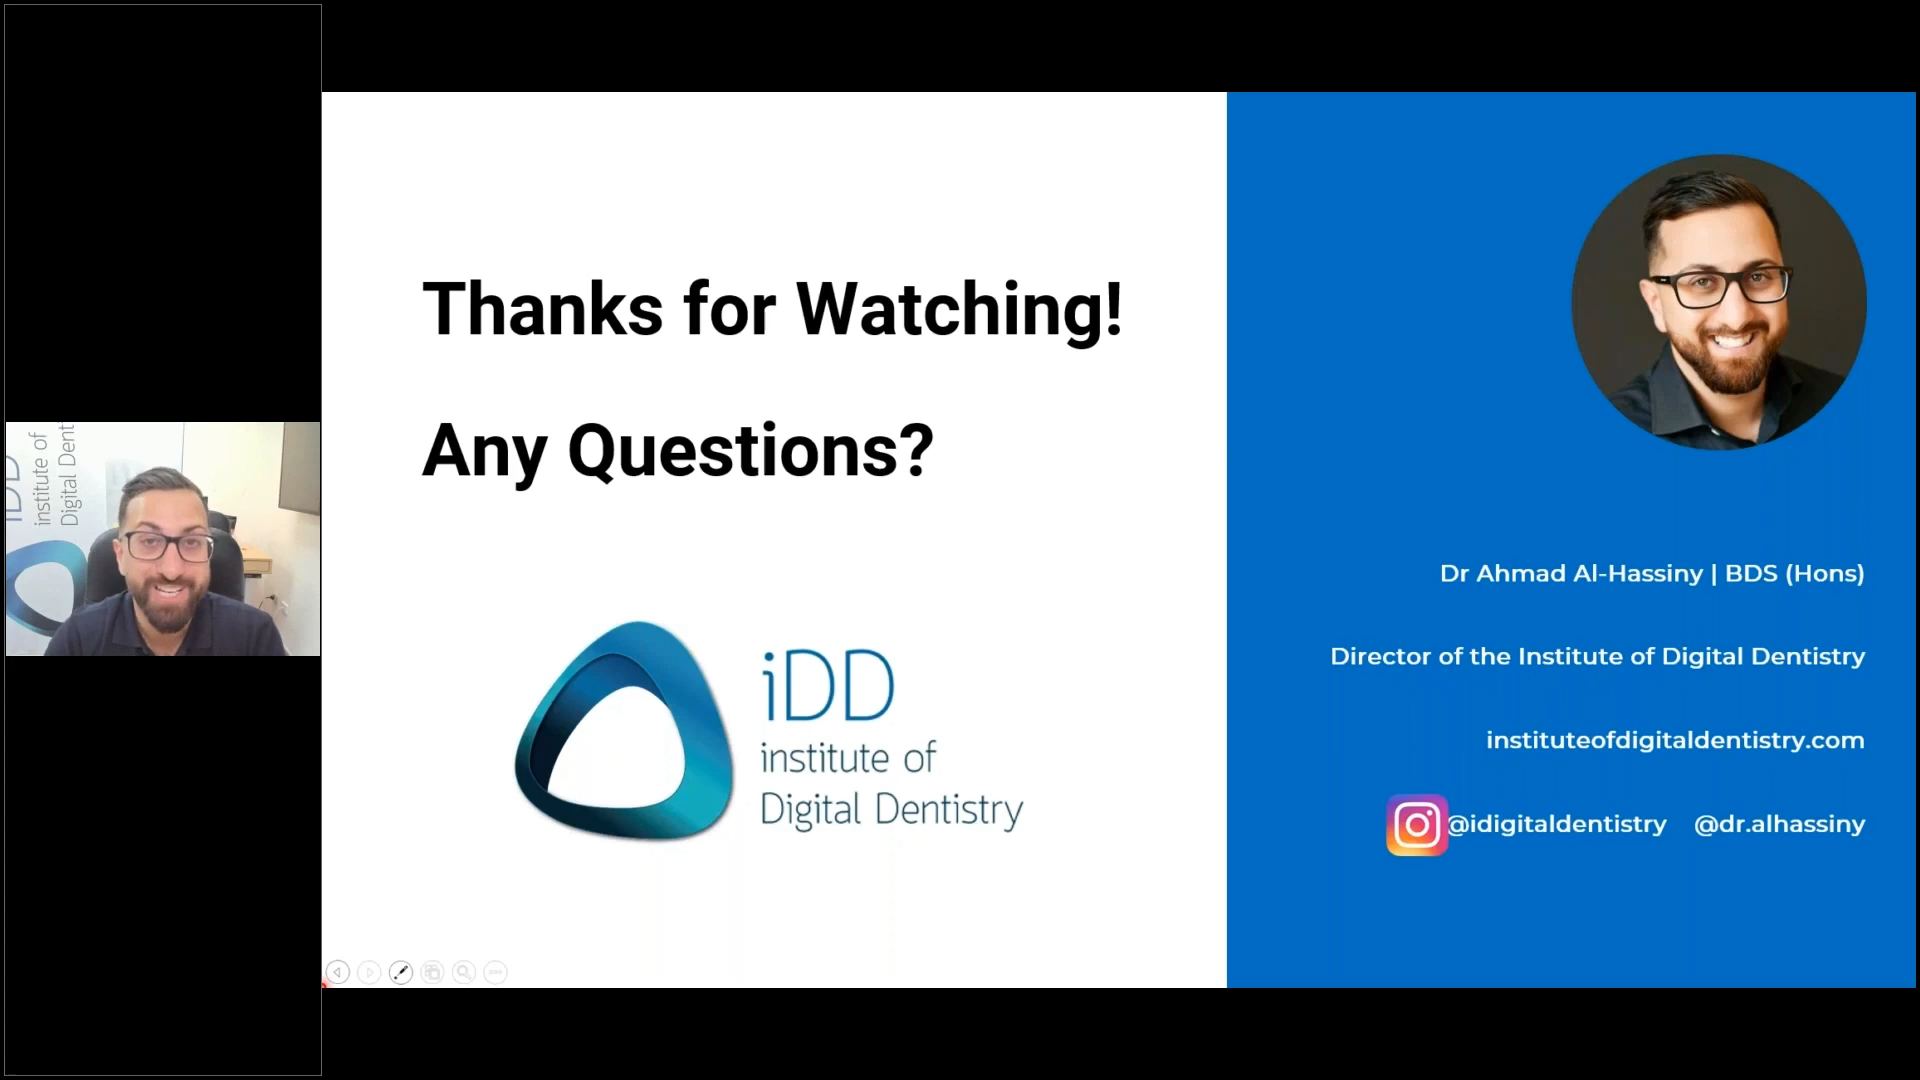 iDD
institute of
Digital Dent
Thanks for Watching!
Any Questions?
iDD
institute of
Digital Dentistry
Dr Ahmad Al-Hassiny | BDS (Hons)
Director of the Institute of Digital Dentistry
instituteofdigitaldentistry.com
@idigitaldentistry @dr.alhassiny